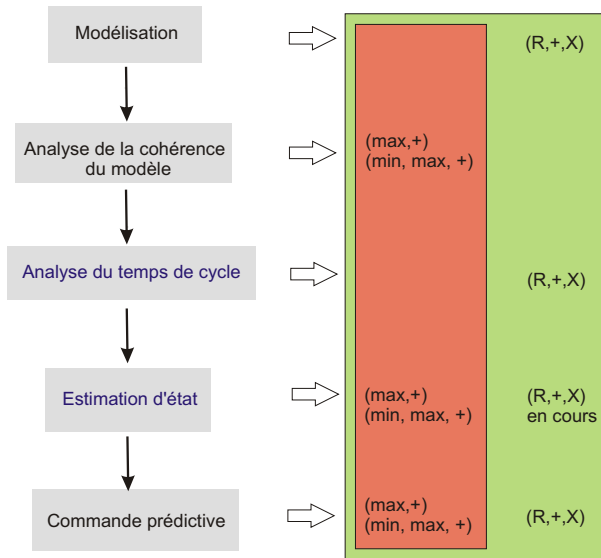 Modélisation
(R,+,X)
Analyse de la cohérence
du modèle
(max,+)
(min, max, +)
Analyse du temps de cycle
(R,+,X)
Estimation d'état
(max,+)
(min, max, +)
(R,+,X)
en cours
Commande prédictive
(max,+)
(min, max, +)
(R,+,X)